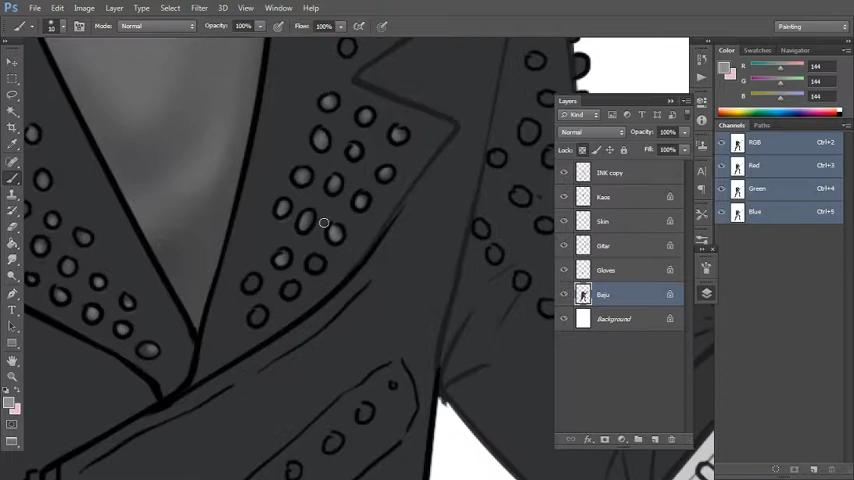 Ps File Edit Image Layer Type Select Filter 3D View Window Help
10 Mode: Normal Opacity: 100% Flow: 100% Painting
Color Swatches Navigator
R 144
G 144
B 144
Channels Paths
RGB Ctrl+2
Red Ctrl+3
Green Ctrl+4
Blue Ctrl+5
Layers
Kind
Normal Opacity: 100%
Lock: Fill: 100%
INK copy
Kaos
Skin
Gitar
Gloves
Baju
Background